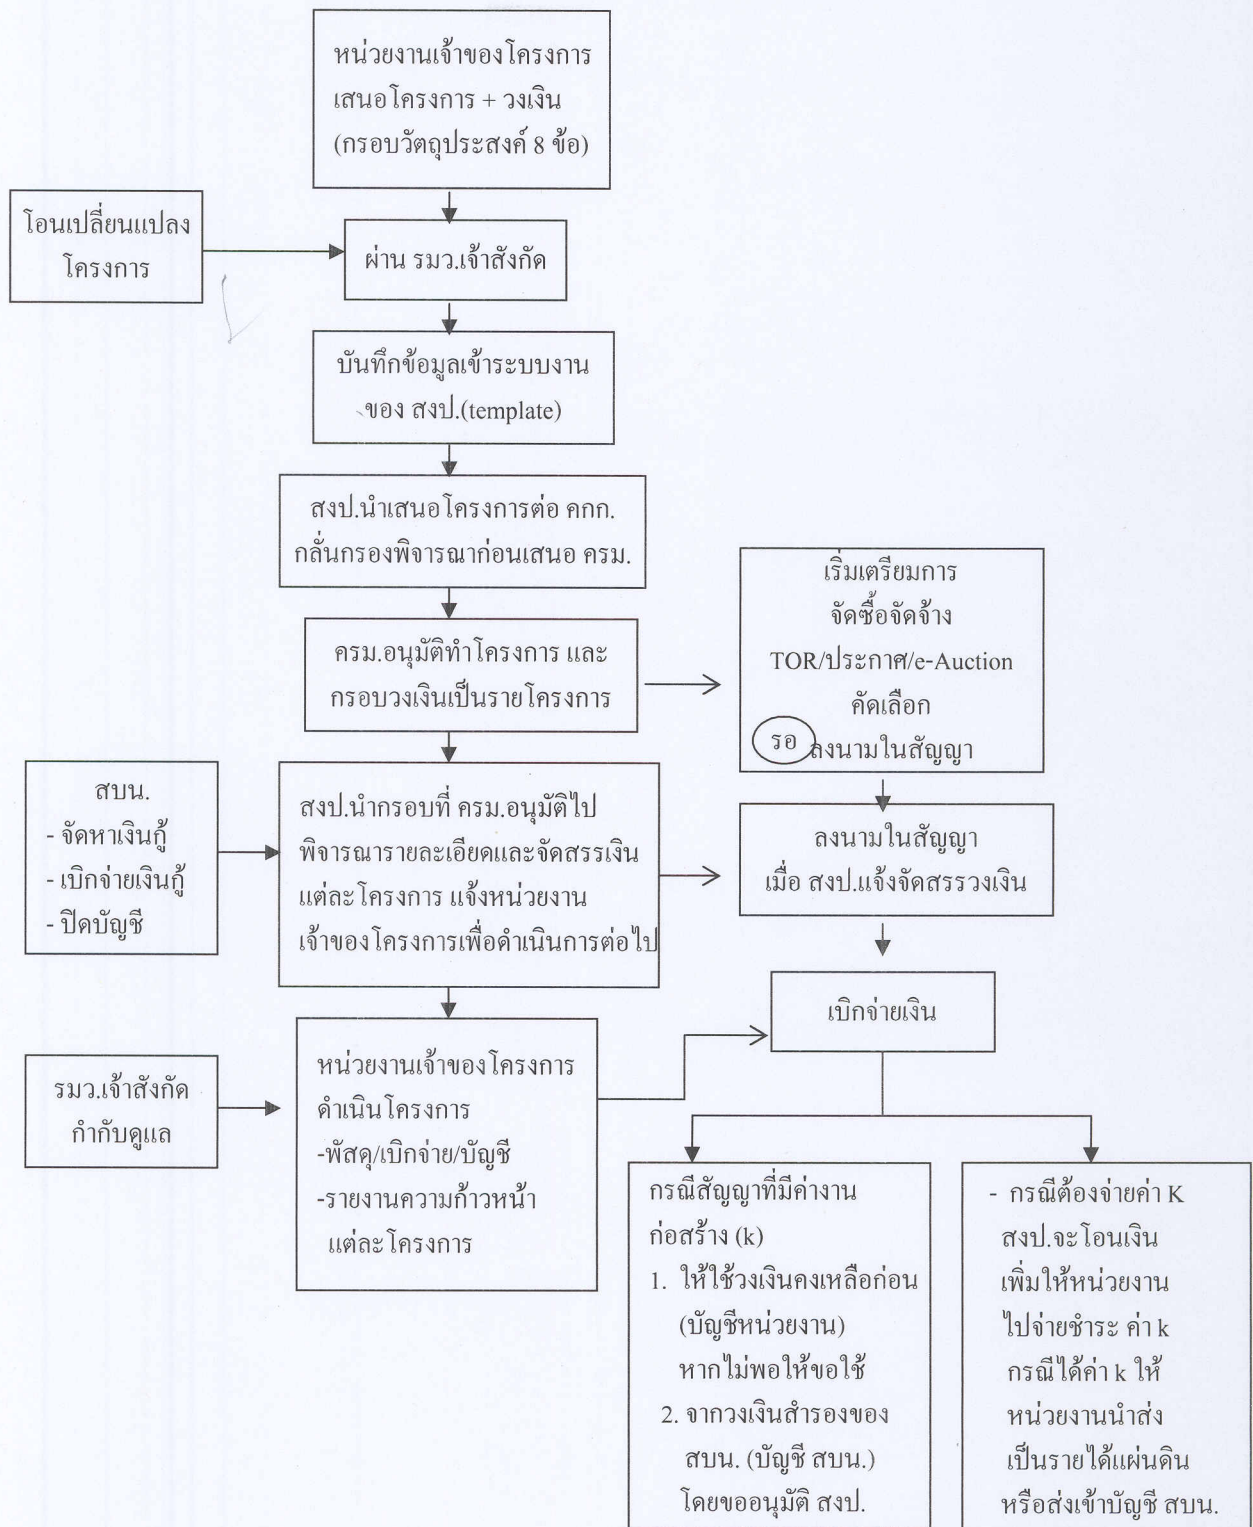 หน่วยงานเจ้าของโครงการ
เสนอโครงการ + วงเงิน
(กรอบวัตถุประสงค์ 8 ข้อ)
โอนเปลี่ยนแปลง
โครงการ
ผ่าน รมว.เจ้าสังกัด
บันทึกข้อมูลเข้าระบบงาน
ของ สงป.(template)
สงป.นำเสนอโครงการต่อ คกก.
กลั่นกรองพิจารณาก่อนเสนอ ครม.
ครม.อนุมัติทำโครงการ และ
กรอบวงเงินเป็นรายโครงการ
เริ่มเตรียมการ
จัดซื้อจัดจ้าง
TOR/ประกาศ/e-Auction
คัดเลือก
รอ ลงนามในสัญญา
สบน.
- จัดหาเงินกู้
- เบิกจ่ายเงินกู้
- ปิดบัญชี
สงป.นำกรอบที่ ครม.อนุมัติไป
พิจารณารายละเอียดและจัดสรรเงิน
แต่ละโครงการ แจ้งหน่วยงาน
เจ้าของโครงการเพื่อดำเนินการต่อไป
ลงนามในสัญญา
เมื่อ สงป.แจ้งจัดสรรวงเงิน
เบิกจ่ายเงิน
รมว.เจ้าสังกัด
กำกับดูแล
หน่วยงานเจ้าของโครงการ
ดำเนินโครงการ
-พัสดุ/เบิกจ่าย/บัญชี
-รายงานความก้าวหน้า
แต่ละโครงการ
กรณีสัญญาที่มีค่างาน
ก่อสร้าง (k)
1. ให้ใช้วงเงินคงเหลือก่อน
(บัญชีหน่วยงาน)
หากไม่พอให้ขอใช้
2. จากวงเงินสำรองของ
สบน. (บัญชี สบน.)
โดยขออนุมัติ สงป.
- กรณีต้องจ่ายค่า K
สงป.จะโอนเงิน
เพิ่มให้หน่วยงาน
ไปจ่ายชำระ ค่า k
กรณีได้ค่า k ให้
หน่วยงานนำส่ง
เป็นรายได้แผ่นดิน
หรือส่งเข้าบัญชี สบน.